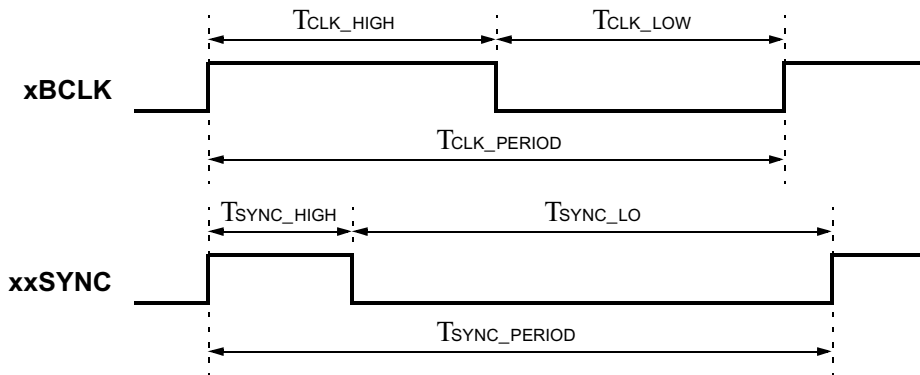 TCLK_HIGH TCLK_LOW
xBCLK
TCLK_PERIOD
TSYNC_HIGH TSYNC_LO
xxSYNC
TSYNC_PERIOD